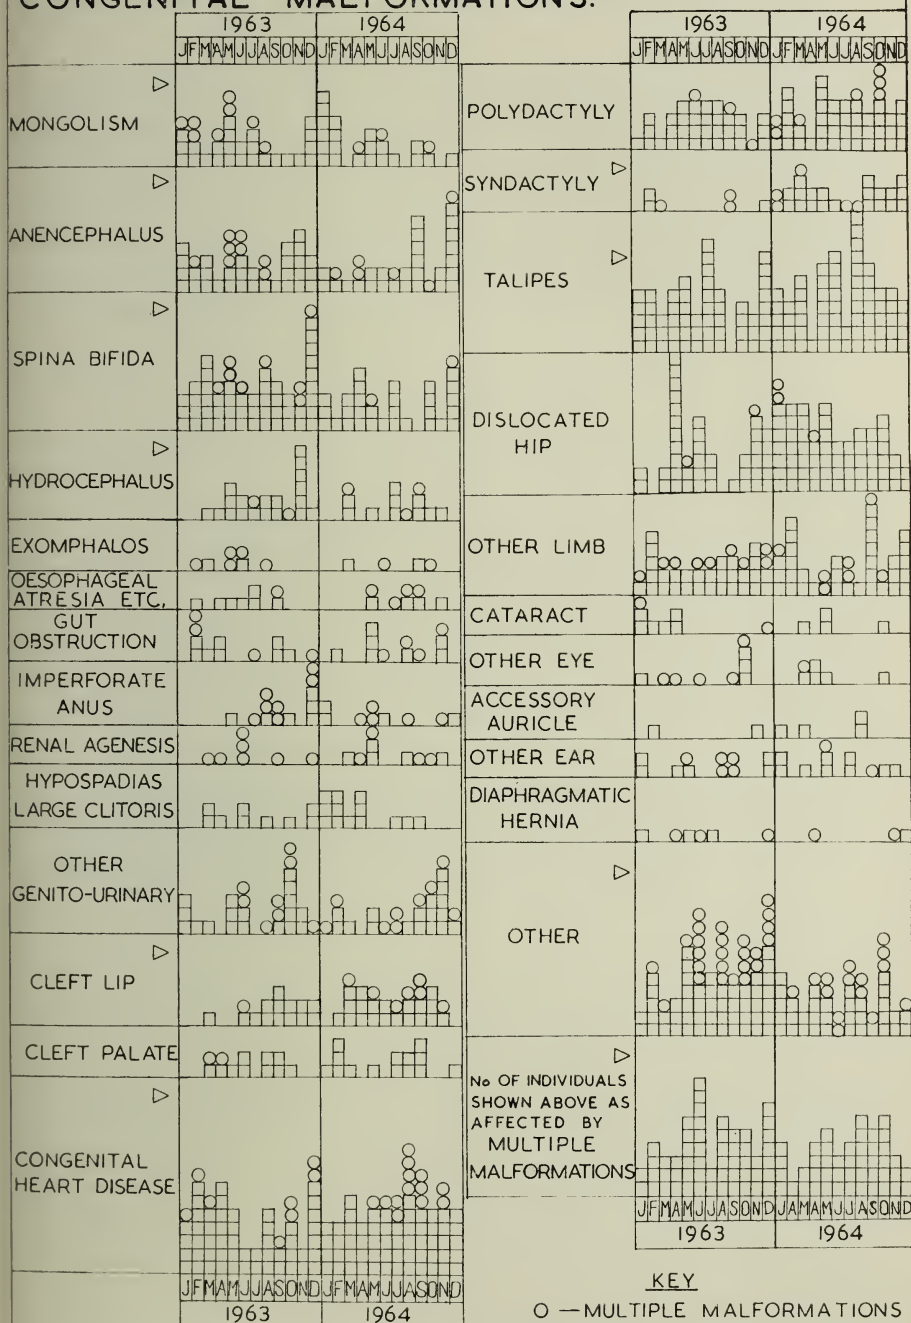 CONGENITAL MALFORMATIONS.
1963 1964
JFMAMJJASOND JFMAMJJASOND
MONGOLISM
ANENCEPHALUS
SPINA BIFIDA
HYDROCEPHALUS
EXOMPHALOS
OESOPHAGEAL
ATRESIA ETC,
GUT
OBSTRUCTION
IMPERFORATE
ANUS
RENAL AGENESIS
HYPOSPADIAS
LARGE CLITORIS
OTHER
GENITO-URINARY
CLEFT LIP
CLEFT PALATE
CONGENITAL
HEART DISEASE
JFMAMJJASOND JFMAMJJASOND
1963 1964
1963 1964
JFMAMJJASOND JFMAMJJASOND
POLYDACTYLY
SYNDACTYLY
TALIPES
DISLOCATED
HIP
OTHER LIMB
CATARACT
OTHER EYE
ACCESSORY
AURICLE
OTHER EAR
DIAPHRAGMATIC
HERNIA
OTHER
No OF INDIVIDUALS
SHOWN ABOVE AS
AFFECTED BY
MULTIPLE
MALFORMATIONS
JFMAMJJASOND JFMAMJJASOND
1963 1964
KEY
O —MULTIPLE MALFORMATIONS